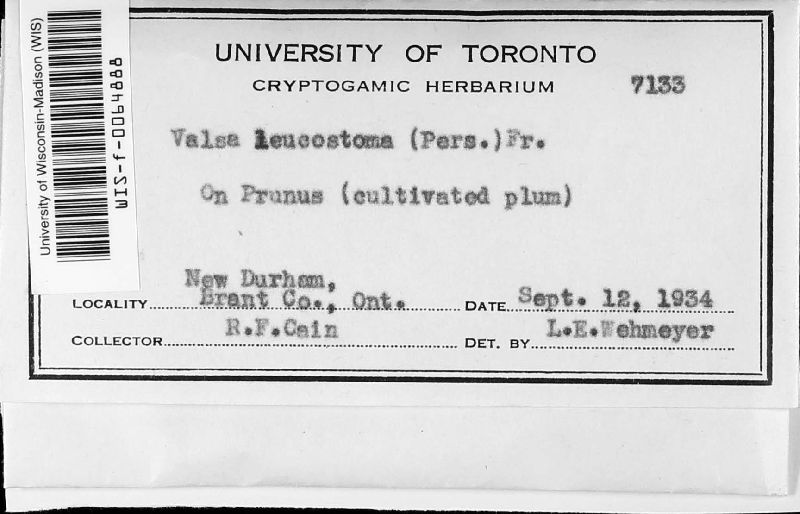 University of Wisconsin-Madison (WIS)
WIS-f-0064888
UNIVERSITY OF TORONTO
CRYPTOGAMIC HERBARIUM 7133
Valsa leucostoma (Pers.)Fr.
On Prunus (cultivated plum)
New Durham,
LOCALITY Brant Co., Ont. DATE Sept. 12, 1934
COLLECTOR R.F.Cain DET. BY L.E.Wehmeyer